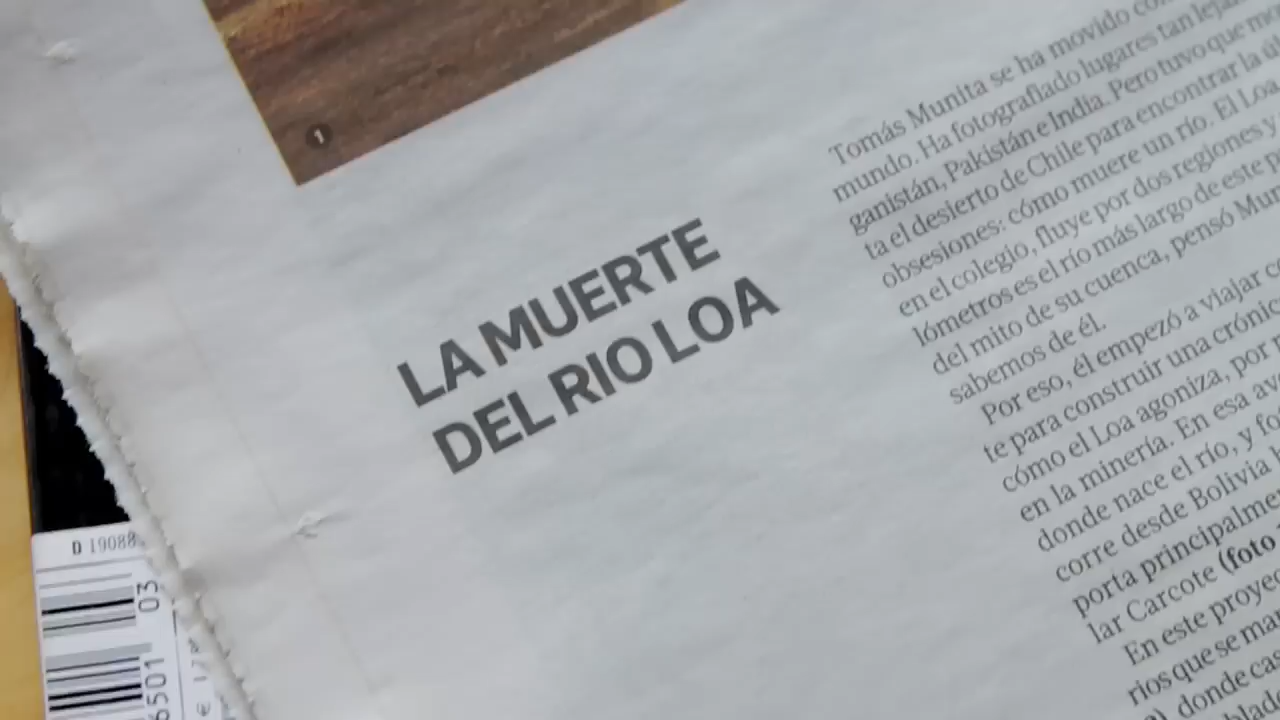 1
LA MUERTE
DEL RIO LOA
Tomás Munita se ha movido
mundo. Ha fotografiado lugares tan
ganistán, Pakistán e India. Pero tuvo que
ta el desierto de Chile para encontrar la
obsesiones: cómo muere un río. El Loa
en el colegio, fluye por dos regiones y
lómetros es el río más largo de este
del mito de su cuenca, pensó
sabemos de él.
Por eso, él empezó a viajar
te para construir una
cómo el Loa agoniza, por
en la minería. En esa
donde nace el río, y
corre desde Bolivia
porta
lar Carcote (foto
En este
rios que se
donde
D 19088
03
6501
€